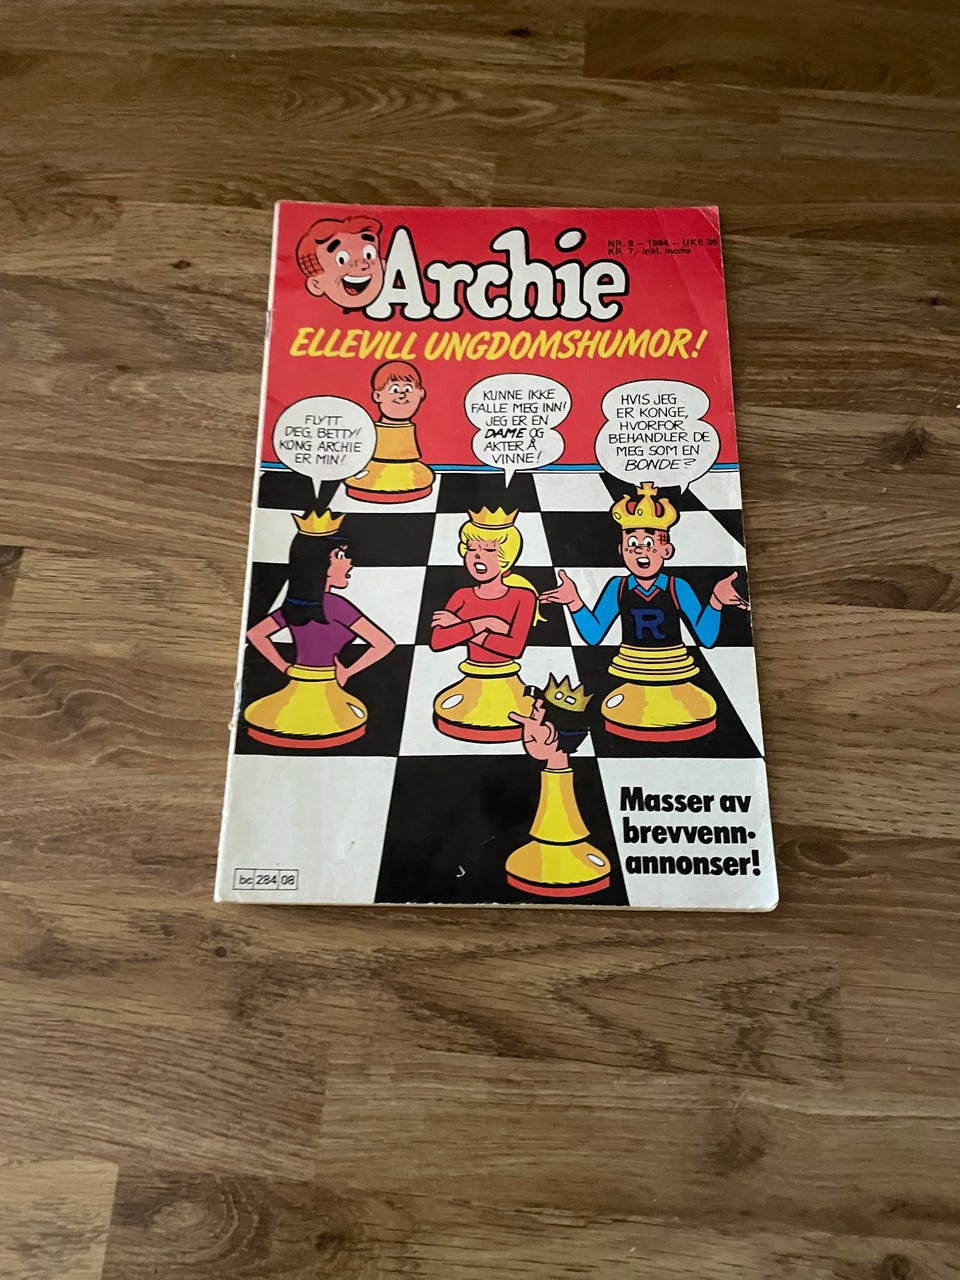 Archie
NR. 8 - 1984 - UKE 36
KR. 7,- inkl. moms
ELLEVILL UNGDOMSHUMOR!
FLYTT
DEG, BETTY!
KONG ARCHIE
ER MIN!
KUNNE IKKE
FALLE MEG INN!
JEG ER EN
DAME OG
AKTER Å
VINNE!
HVIS JEG
ER KONGE,
HVORFOR
BEHANDLER DE
MEG SOM EN
BONDE?
R
Masser av
brevvenn-
annonser!
bc 284 08